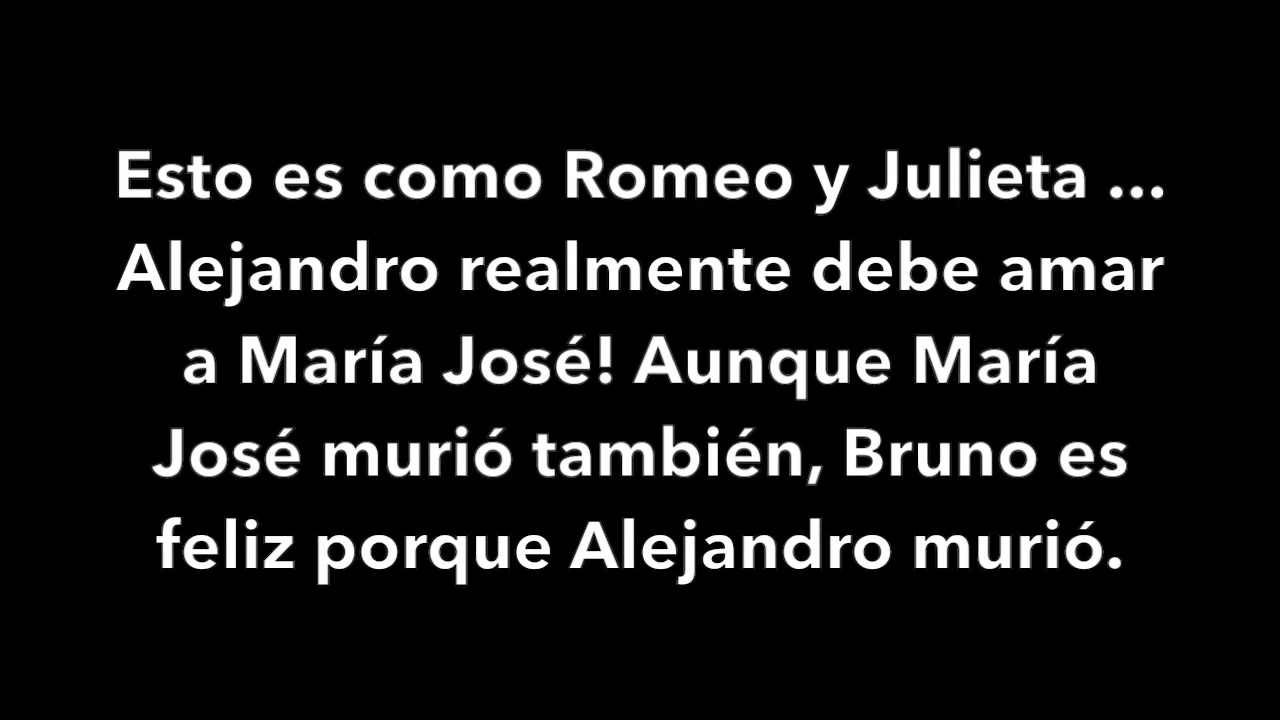 Esto es como Romeo y Julieta ...
Alejandro realmente debe amar
a María José! Aunque María
José murió también, Bruno es
feliz porque Alejandro murió.